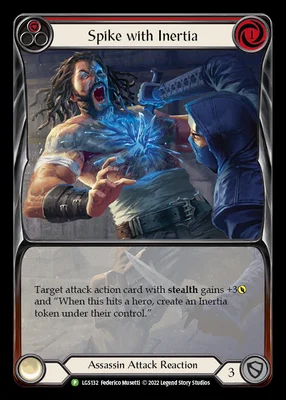 Spike with Inertia
Target attack action card with stealth gains +3
and "When this hits a hero, create an Inertia
token under their control."
Assassin Attack Reaction
3
P LGS132 Federico Musetti © 2022 Legend Story Studios